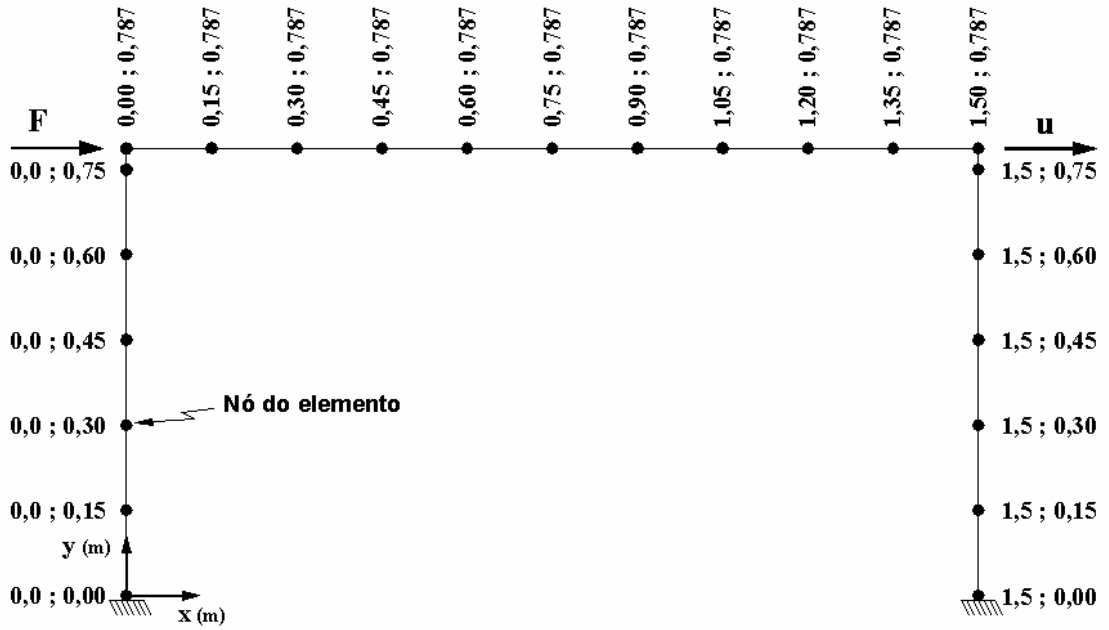 0,00 ; 0,787
0,15 ; 0,787
0,30 ; 0,787
0,45 ; 0,787
0,60 ; 0,787
0,75 ; 0,787
0,90 ; 0,787
1,05 ; 0,787
1,20 ; 0,787
1,35 ; 0,787
1,50 ; 0,787
F
u
0,0 ; 0,75
1,5 ; 0,75
0,0 ; 0,60
1,5 ; 0,60
0,0 ; 0,45
1,5 ; 0,45
Nó do elemento
0,0 ; 0,30
1,5 ; 0,30
0,0 ; 0,15
1,5 ; 0,15
y (m)
0,0 ; 0,00
1,5 ; 0,00
x (m)